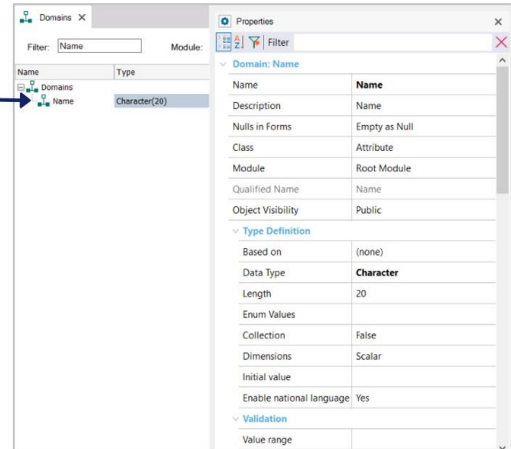 Domains
Filter: Name Module:
Name Type
Domains
Name Character(20)
Properties
Filter
Domain: Name
Name Name
Description Name
Nulls in Forms Empty as Null
Class Attribute
Module Root Module
Qualified Name Name
Object Visibility Public
Type Definition
Based on (none)
Data Type Character
Length 20
Enum Values
Collection False
Dimensions Scalar
Initial value
Enable national language Yes
Validation
Value range